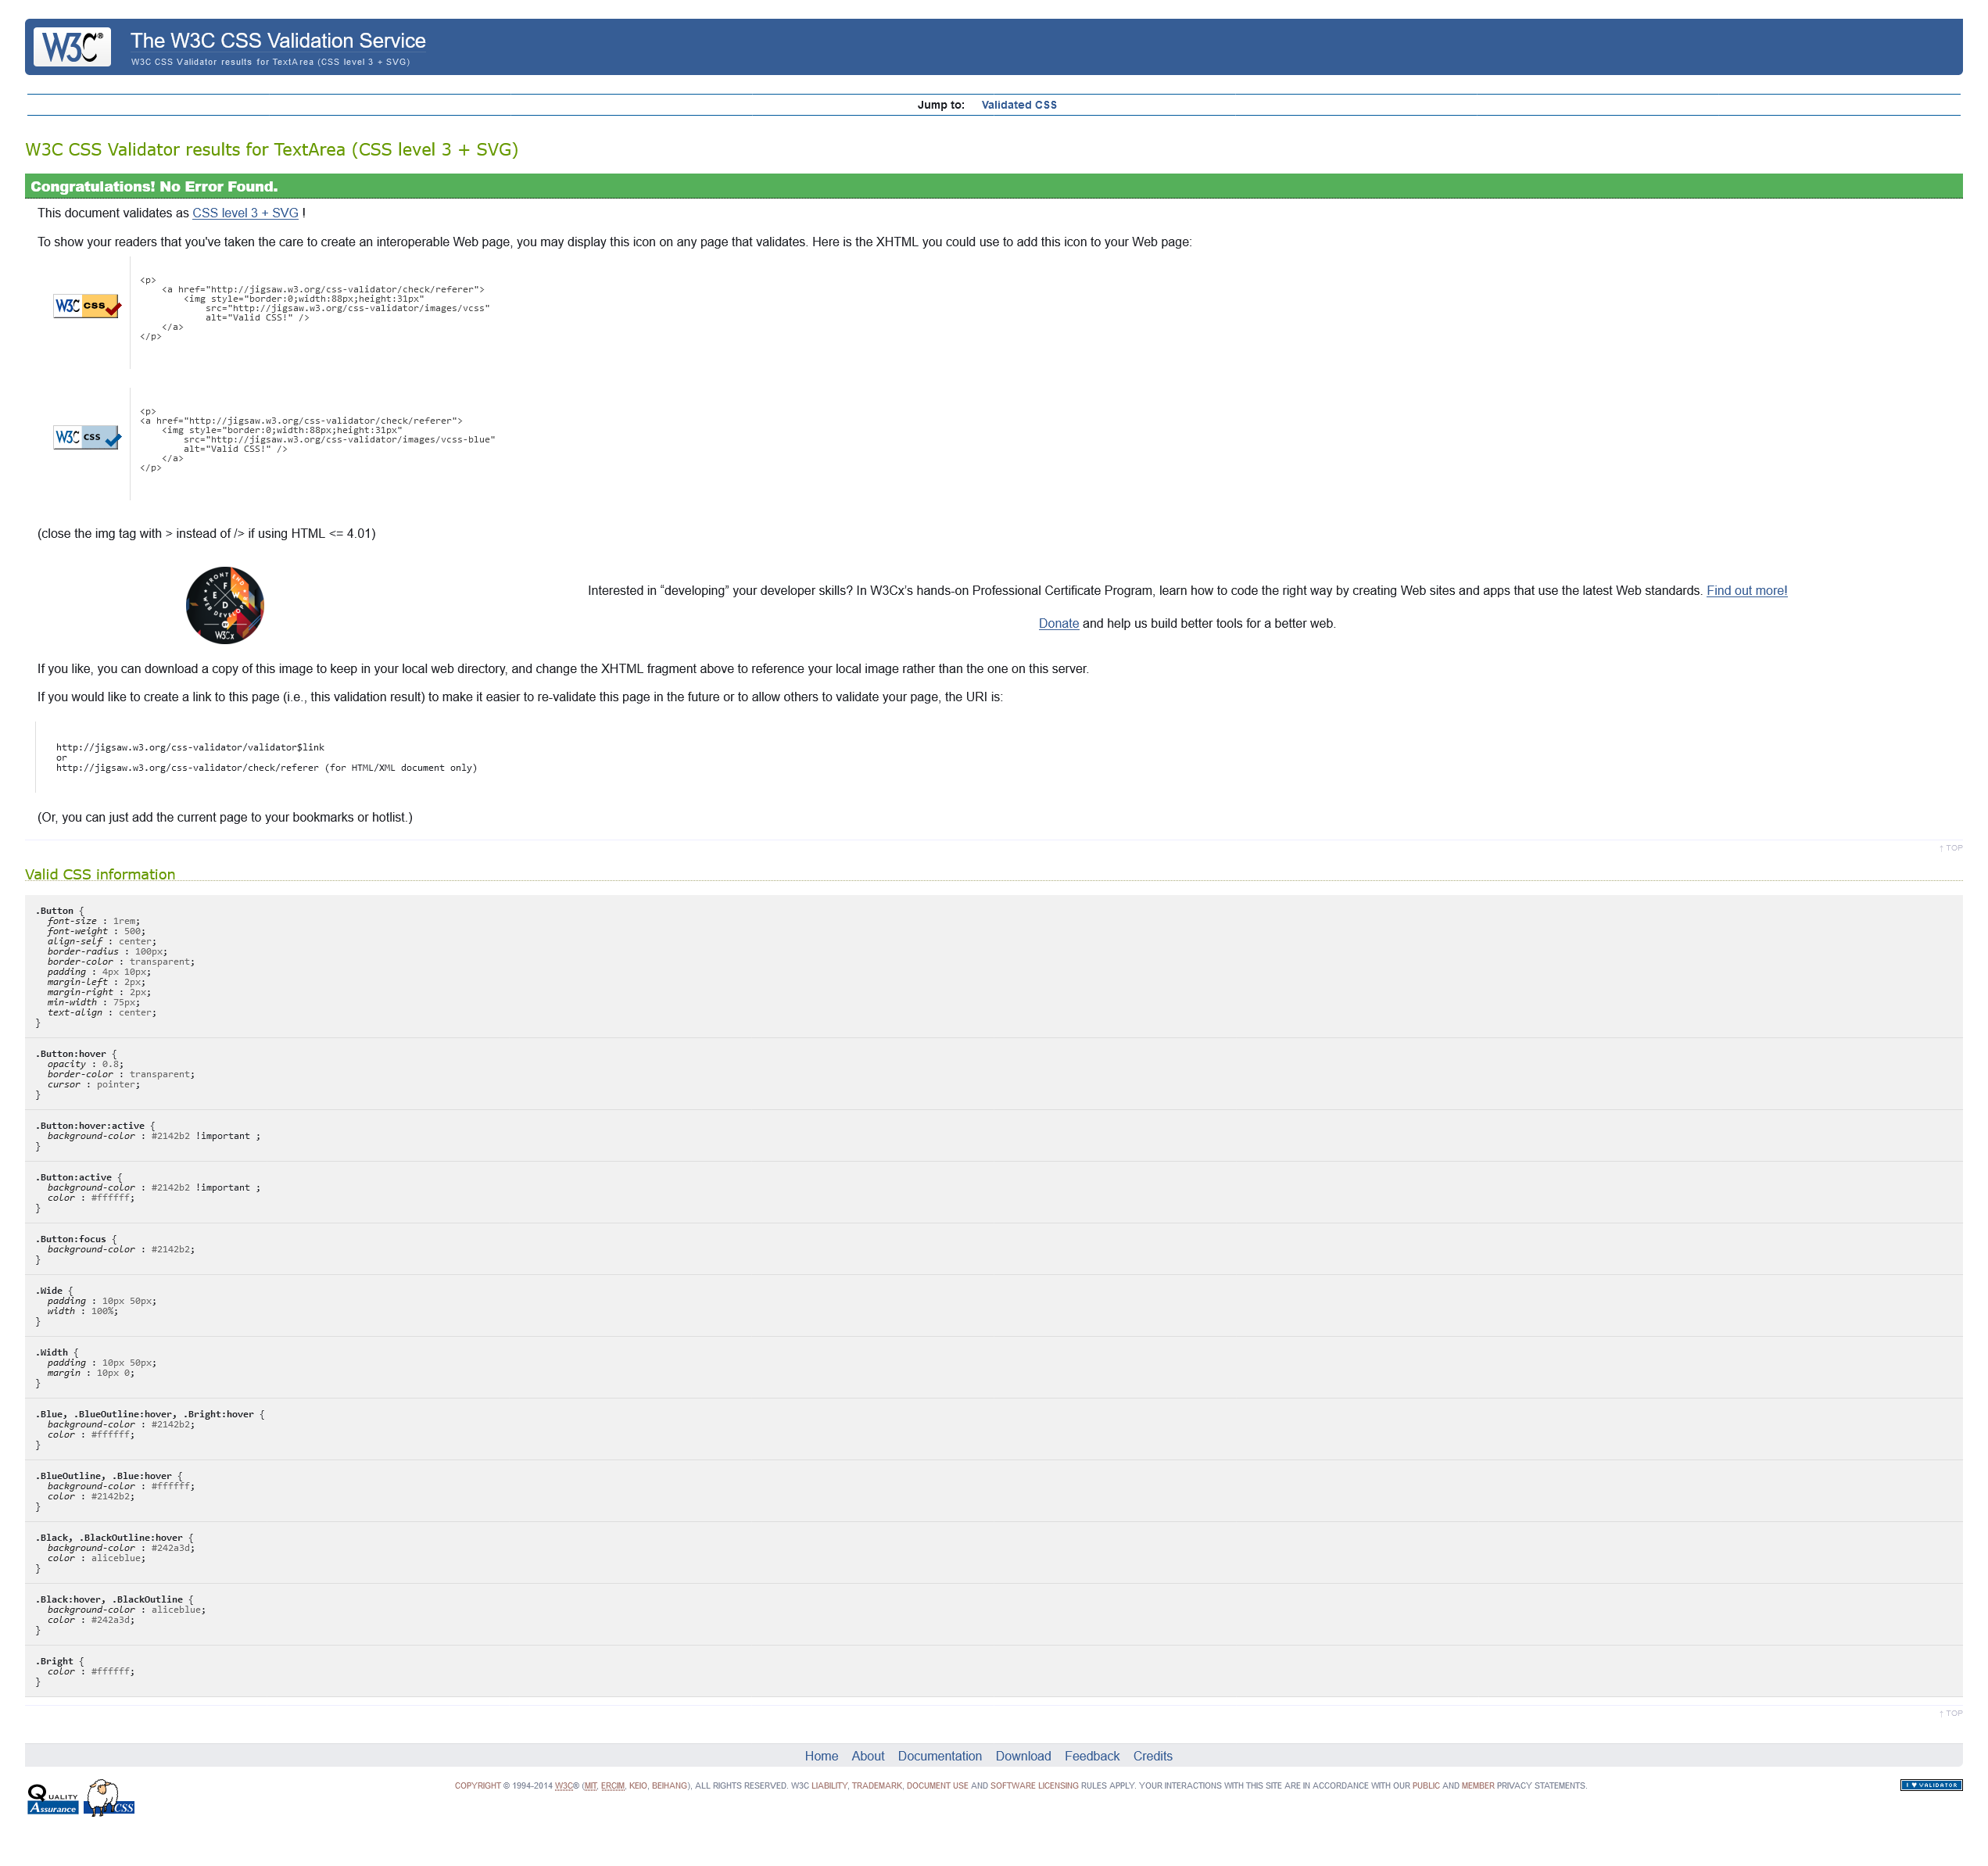 W3C®
The W3C CSS Validation Service
W3C CSS Validator results for TextArea (CSS level 3 + SVG)
Jump to: Validated CSS
W3C CSS Validator results for TextArea (CSS level 3 + SVG)
Congratulations! No Error Found.
This document validates as CSS level 3 + SVG !
To show your readers that you've taken the care to create an interoperable Web page, you may display this icon on any page that validates. Here is the XHTML you could use to add this icon to your Web page:
W3C css
<p>
<a href="http://jigsaw.w3.org/css-validator/check/referer">
<img style="border:0;width:88px;height:31px"
src="http://jigsaw.w3.org/css-validator/images/vcss"
alt="Valid CSS!" />
</a>
</p>
W3C css
<p>
<a href="http://jigsaw.w3.org/css-validator/check/referer">
<img style="border:0;width:88px;height:31px"
src="http://jigsaw.w3.org/css-validator/images/vcss-blue"
alt="Valid CSS!" />
</a>
</p>
(close the img tag with > instead of /> if using HTML <= 4.01)
FRONT END
F
E W
D
W3Cx
Interested in “developing” your developer skills? In W3Cx’s hands-on Professional Certificate Program, learn how to code the right way by creating Web sites and apps that use the latest Web standards. Find out more!
Donate and help us build better tools for a better web.
If you like, you can download a copy of this image to keep in your local web directory, and change the XHTML fragment above to reference your local image rather than the one on this server.
If you would like to create a link to this page (i.e., this validation result) to make it easier to re-validate this page in the future or to allow others to validate your page, the URI is:
http://jigsaw.w3.org/css-validator/validator$link
or
http://jigsaw.w3.org/css-validator/check/referer (for HTML/XML document only)
(Or, you can just add the current page to your bookmarks or hotlist.)
↑ TOP
Valid CSS information
.Button {
font-size : 1rem;
font-weight : 500;
align-self : center;
border-radius : 100px;
border-color : transparent;
padding : 4px 10px;
margin-left : 2px;
margin-right : 2px;
min-width : 75px;
text-align : center;
}
.Button:hover {
opacity : 0.8;
border-color : transparent;
cursor : pointer;
}
.Button:hover:active {
background-color : #2142b2 !important ;
}
.Button:active {
background-color : #2142b2 !important ;
color : #ffffff;
}
.Button:focus {
background-color : #2142b2;
}
.Wide {
padding : 10px 50px;
width : 100%;
}
.Width {
padding : 10px 50px;
margin : 10px 0;
}
.Blue, .BlueOutline:hover, .Bright:hover {
background-color : #2142b2;
color : #ffffff;
}
.BlueOutline, .Blue:hover {
background-color : #ffffff;
color : #2142b2;
}
.Black, .BlackOutline:hover {
background-color : #242a3d;
color : aliceblue;
}
.Black:hover, .BlackOutline {
background-color : aliceblue;
color : #242a3d;
}
.Bright {
color : #ffffff;
}
↑ TOP
Home About Documentation Download Feedback Credits
Quality
Assurance
CSS
COPYRIGHT © 1994-2014 W3C® (MIT, ERCIM, KEIO, BEIHANG), ALL RIGHTS RESERVED. W3C LIABILITY, TRADEMARK, DOCUMENT USE AND SOFTWARE LICENSING RULES APPLY. YOUR INTERACTIONS WITH THIS SITE ARE IN ACCORDANCE WITH OUR PUBLIC AND MEMBER PRIVACY STATEMENTS.
I ♥ VALIDATOR